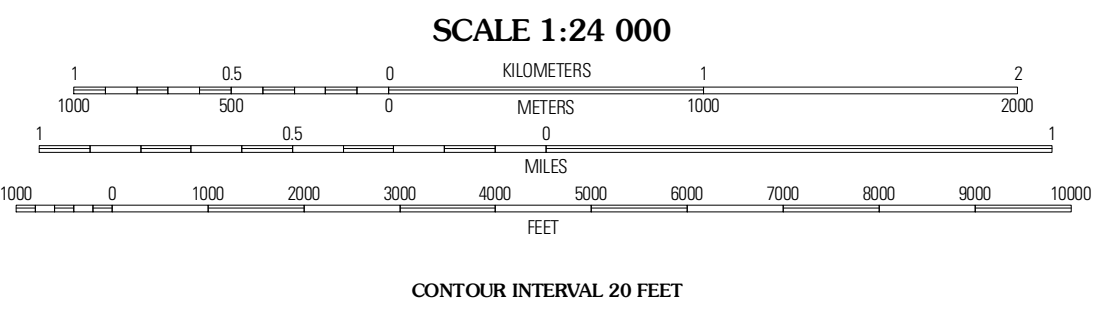 SCALE 1:24 000
1 0.5 0 KILOMETERS 1 2
1000 500 0 METERS 1000 2000
1 0.5 0 1
MILES
1000 0 1000 2000 3000 4000 5000 6000 7000 8000 9000 10000
FEET
CONTOUR INTERVAL 20 FEET